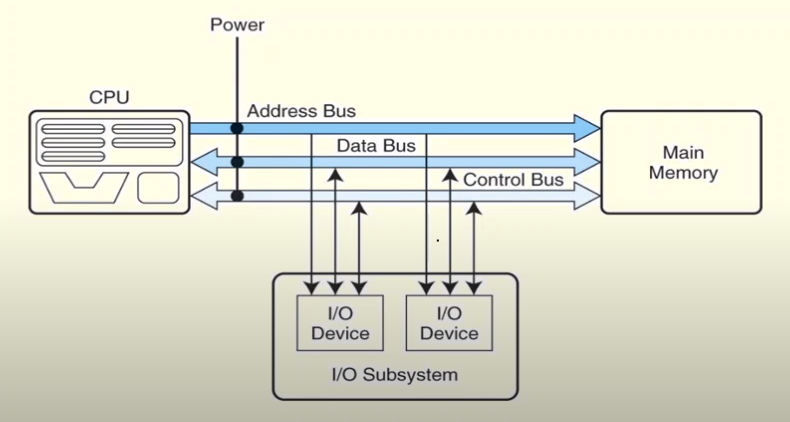 Power
CPU
Address Bus
Data Bus
Control Bus
Main
Memory
I/O
Device
I/O
Device
I/O Subsystem